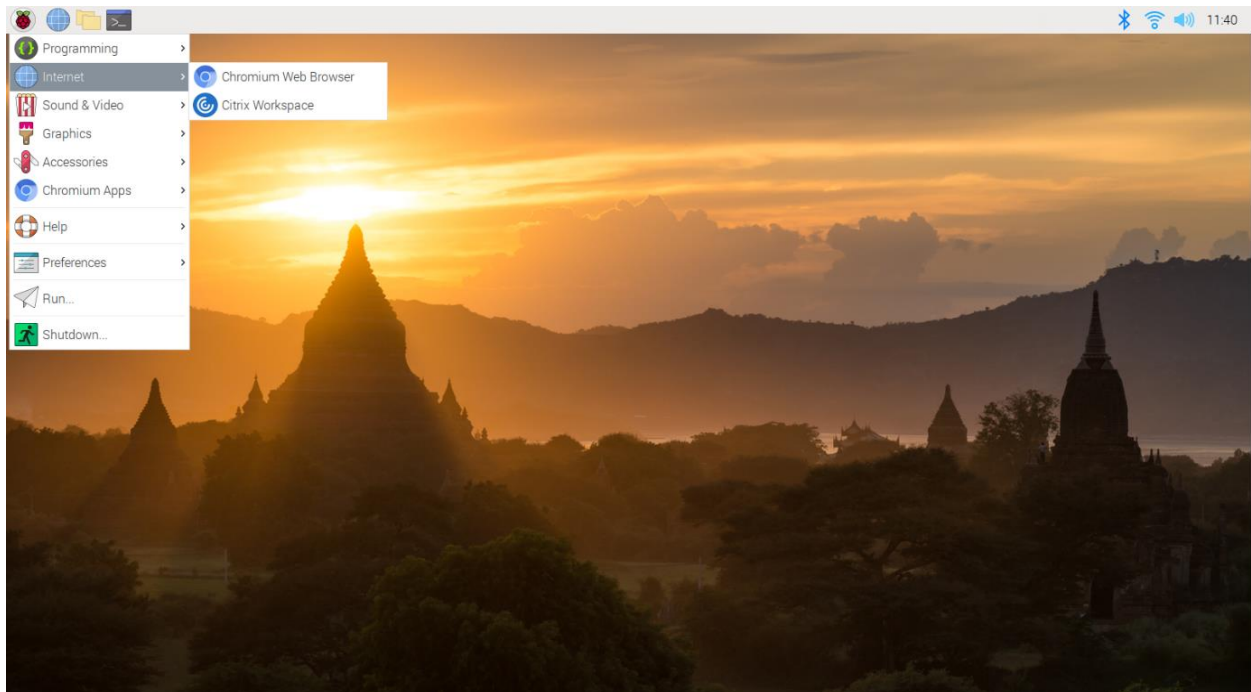 >_
11:40
Programming
Internet
Chromium Web Browser
Sound & Video
Citrix Workspace
Graphics
Accessories
Chromium Apps
Help
Preferences
Run...
Shutdown...